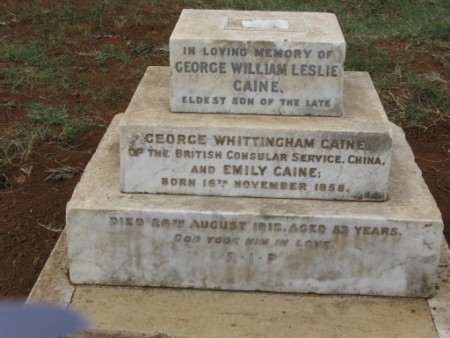 IN LOVING MEMORY OF
GEORGE WILLIAM LESLIE
CAINE,
ELDEST SON OF THE LATE
GEORGE WHITTINGHAM CAINE
OF THE BRITISH CONSULAR SERVICE, CHINA,
AND EMILY CAINE:
BORN 16TH NOVEMBER 1858.
DIED AUGUST AGED 53 YEARS.
GOD TOOK HIM IN LOVE.
R·I·P